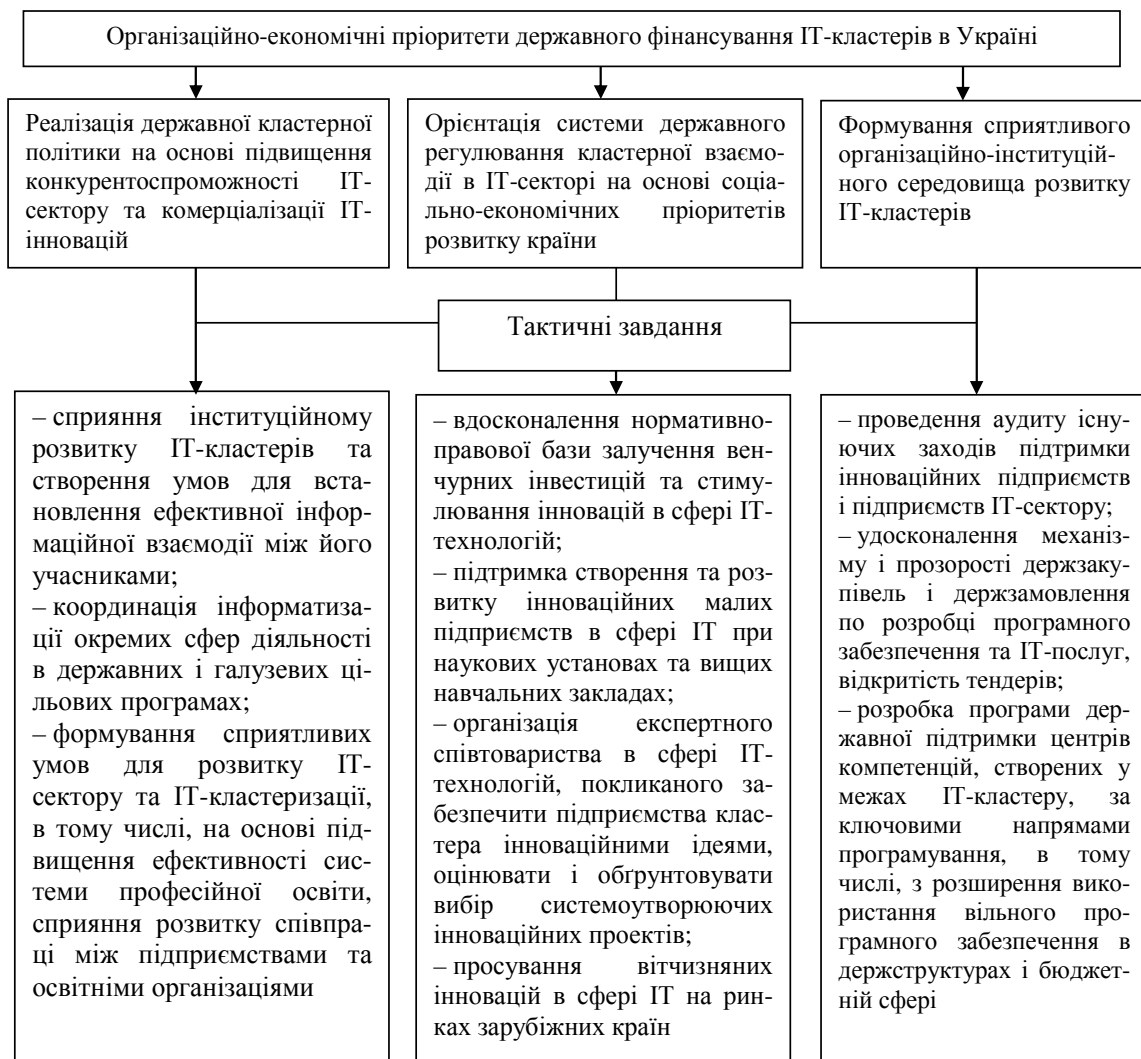 Організаційно-економічні пріоритети державного фінансування ІТ-кластерів в Україні
Реалізація державної кластерної
політики на основі підвищення
конкурентоспроможності ІТ-
сектору та комерціалізації ІТ-
інновацій
Орієнтація системи державного
регулювання кластерної взаємо-
дії в ІТ-секторі на основі соціа-
льно-економічних пріоритетів
розвитку країни
Формування сприятливого
організаційно-інституцій-
ного середовища розвитку
ІТ-кластерів
Тактичні завдання
– сприяння інституційному
розвитку ІТ-кластерів та
створення умов для вста-
новлення ефективної інфор-
маційної взаємодії між його
учасниками;
– координація інформатиза-
ції окремих сфер діяльності
в державних і галузевих ці-
льових програмах;
– формування сприятливих
умов для розвитку ІТ-
сектору та ІТ-кластеризації,
в тому числі, на основі під-
вищення ефективності сис-
теми професійної освіти,
сприяння розвитку співпра-
ці між підприємствами та
освітніми організаціями
– вдосконалення нормативно-
правової бази залучення вен-
чурних інвестицій та стиму-
лювання інновацій в сфері ІТ-
технологій;
– підтримка створення та роз-
витку інноваційних малих
підприємств в сфері ІТ при
наукових установах та вищих
навчальних закладах;
– організація експертного
співтовариства в сфері ІТ-
технологій, покликаного за-
безпечити підприємства клас-
тера інноваційними ідеями,
оцінювати і обґрунтовувати
вибір системоутворюючих
інноваційних проектів;
– просування вітчизняних
інновацій в сфері ІТ на рин-
ках зарубіжних країн
– проведення аудиту існу-
ючих заходів підтримки
інноваційних підприємств
і підприємств ІТ-сектору;
– удосконалення механіз-
му і прозорості держзаку-
півель і держзамовлення
по розробці програмного
забезпечення та ІТ-послуг,
відкритість тендерів;
– розробка програми дер-
жавної підтримки центрів
компетенцій, створених у
межах ІТ-кластеру, за
ключовими напрямами
програмування, в тому
числі, з розширення вико-
ристання вільного про-
грамного забезпечення в
держструктурах і бюджет-
ній сфері